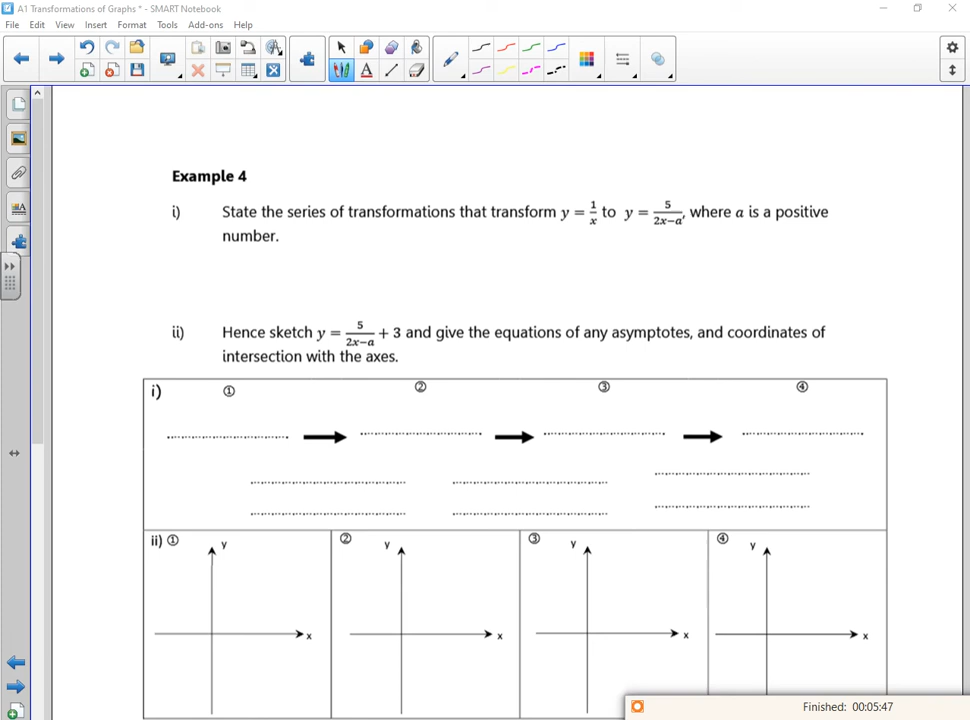 A1 Transformations of Graphs * - SMART Notebook
File Edit View Insert Format Tools Add-ons Help
Example 4
i) State the series of transformations that transform y = 1/x to y = 5/(2x−a), where a is a positive
number.
ii) Hence sketch y = 5/(2x−a) + 3 and give the equations of any asymptotes, and coordinates of
intersection with the axes.
i) ① ② ③ ④
ii) ① y x ② y x ③ y x ④ y x
Finished: 00:05:47